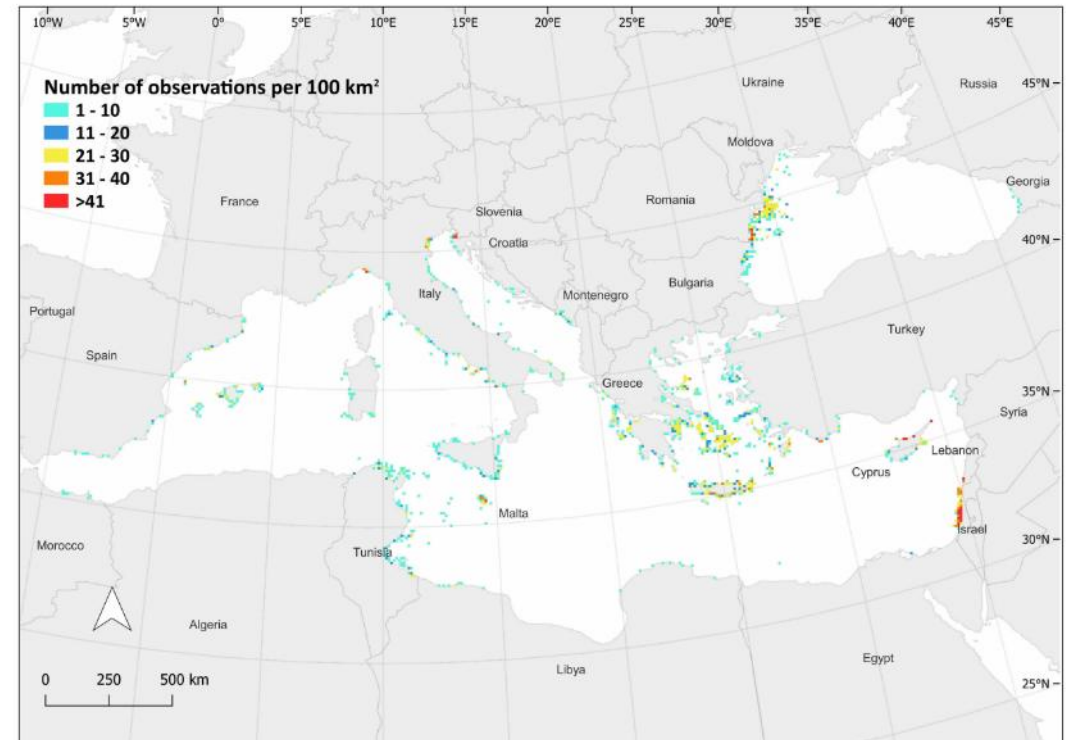 10°W 5°W 0° 5°E 10°E 15°E 20°E 25°E 30°E 35°E 40°E 45°E
Number of observations per 100 km²
1 - 10
11 - 20
21 - 30
31 - 40
>41
Ukraine
Russia
45°N
Moldova
Georgia
France
Romania
Slovenia
Croatia
40°N
Bulgaria
Italy
Montenegro
Portugal
Turkey
Spain
Greece
35°N
Syria
Lebanon
Cyprus
Malta
Israel
30°N
Morocco
Tunisia
Algeria
Egypt
Libya
25°N
0 250 500 km